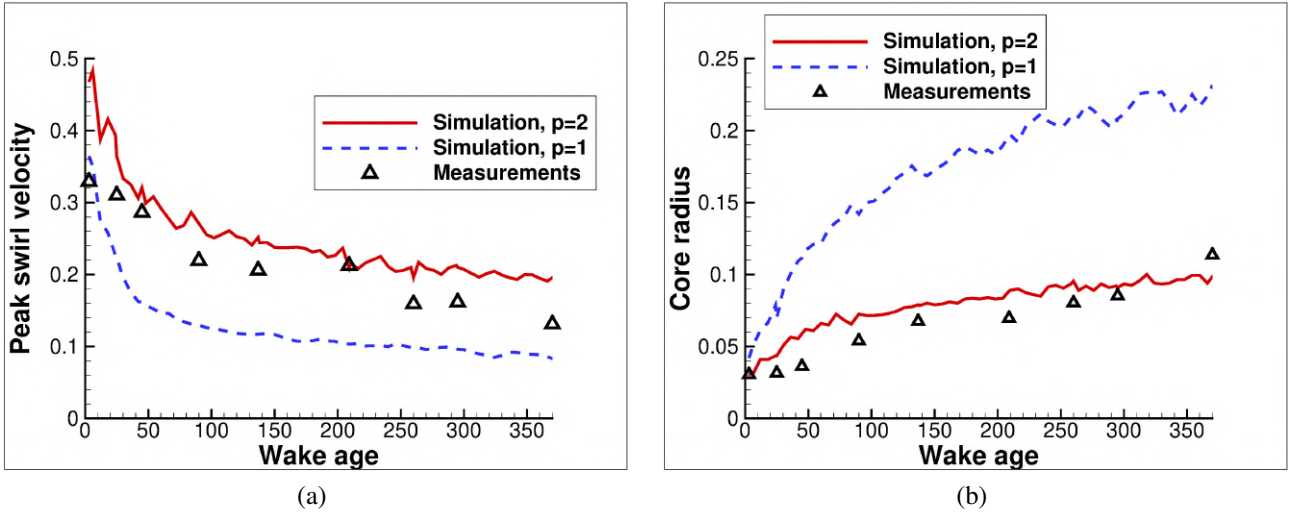 0.5
0.4
0.3
0.2
0.1
0
Peak swirl velocity
Simulation, p=2
Simulation, p=1
Measurements
0 50 100 150 200 250 300 350
Wake age
(a)
0.25
0.2
0.15
0.1
0.05
0
Core radius
Simulation, p=2
Simulation, p=1
Measurements
0 50 100 150 200 250 300 350
Wake age
(b)